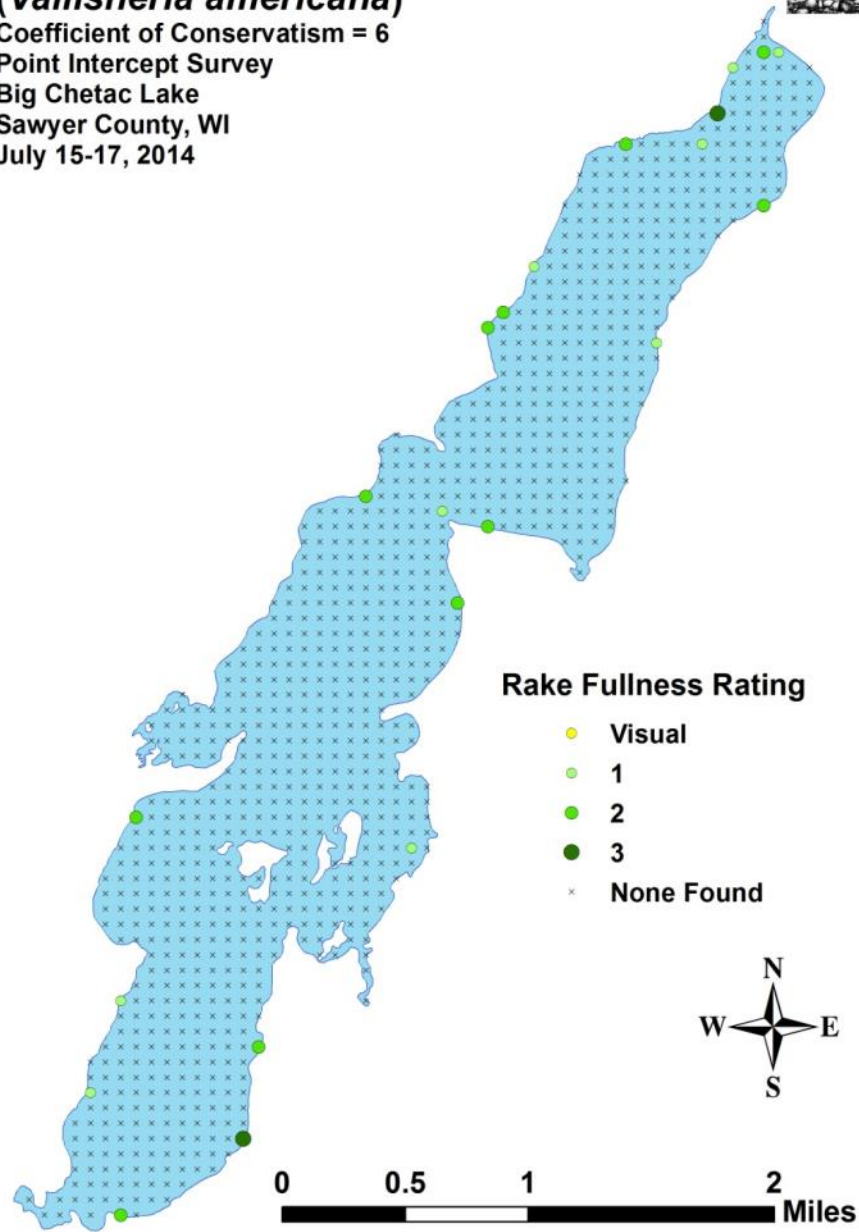 (Vallisneria americana)
Coefficient of Conservatism = 6
Point Intercept Survey
Big Chetac Lake
Sawyer County, WI
July 15-17, 2014
Rake Fullness Rating
Visual
1
2
3
None Found
N
W E
S
0 0.5 1 2
Miles